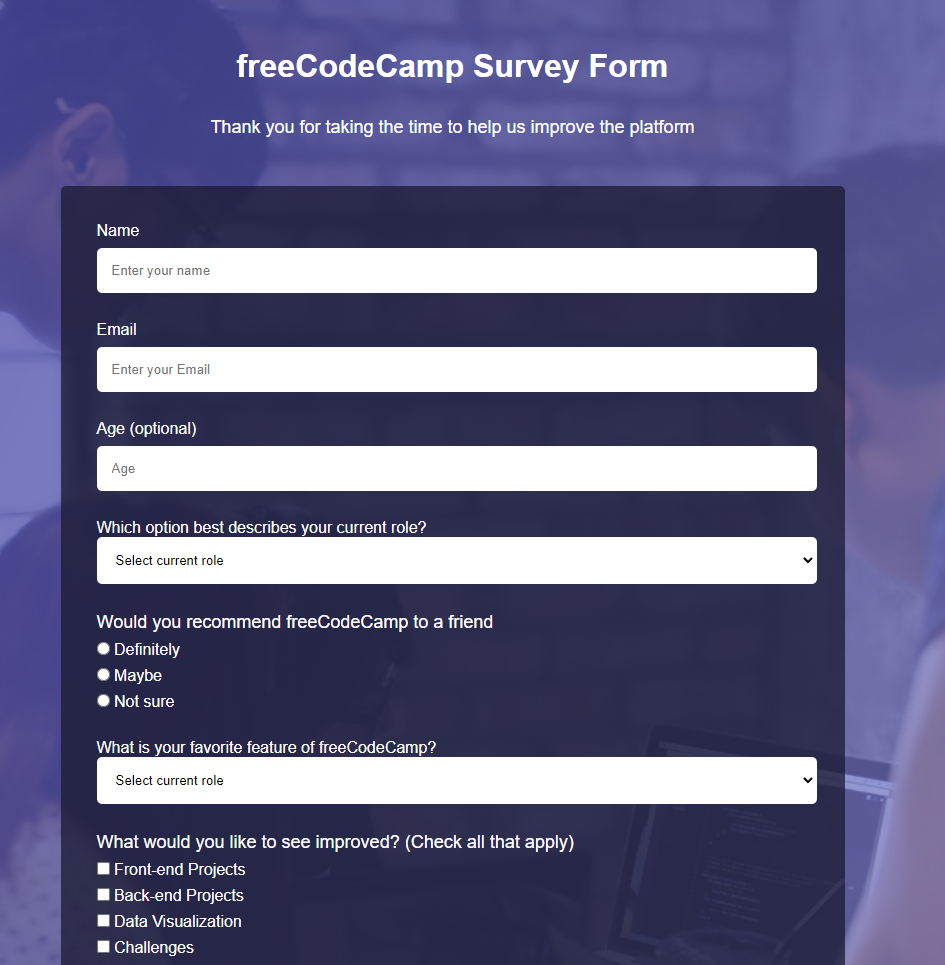 freeCodeCamp Survey Form
Thank you for taking the time to help us improve the platform
Name
Enter your name
Email
Enter your Email
Age (optional)
Age
Which option best describes your current role?
Select current role
Would you recommend freeCodeCamp to a friend
Definitely
Maybe
Not sure
What is your favorite feature of freeCodeCamp?
Select current role
What would you like to see improved? (Check all that apply)
Front-end Projects
Back-end Projects
Data Visualization
Challenges